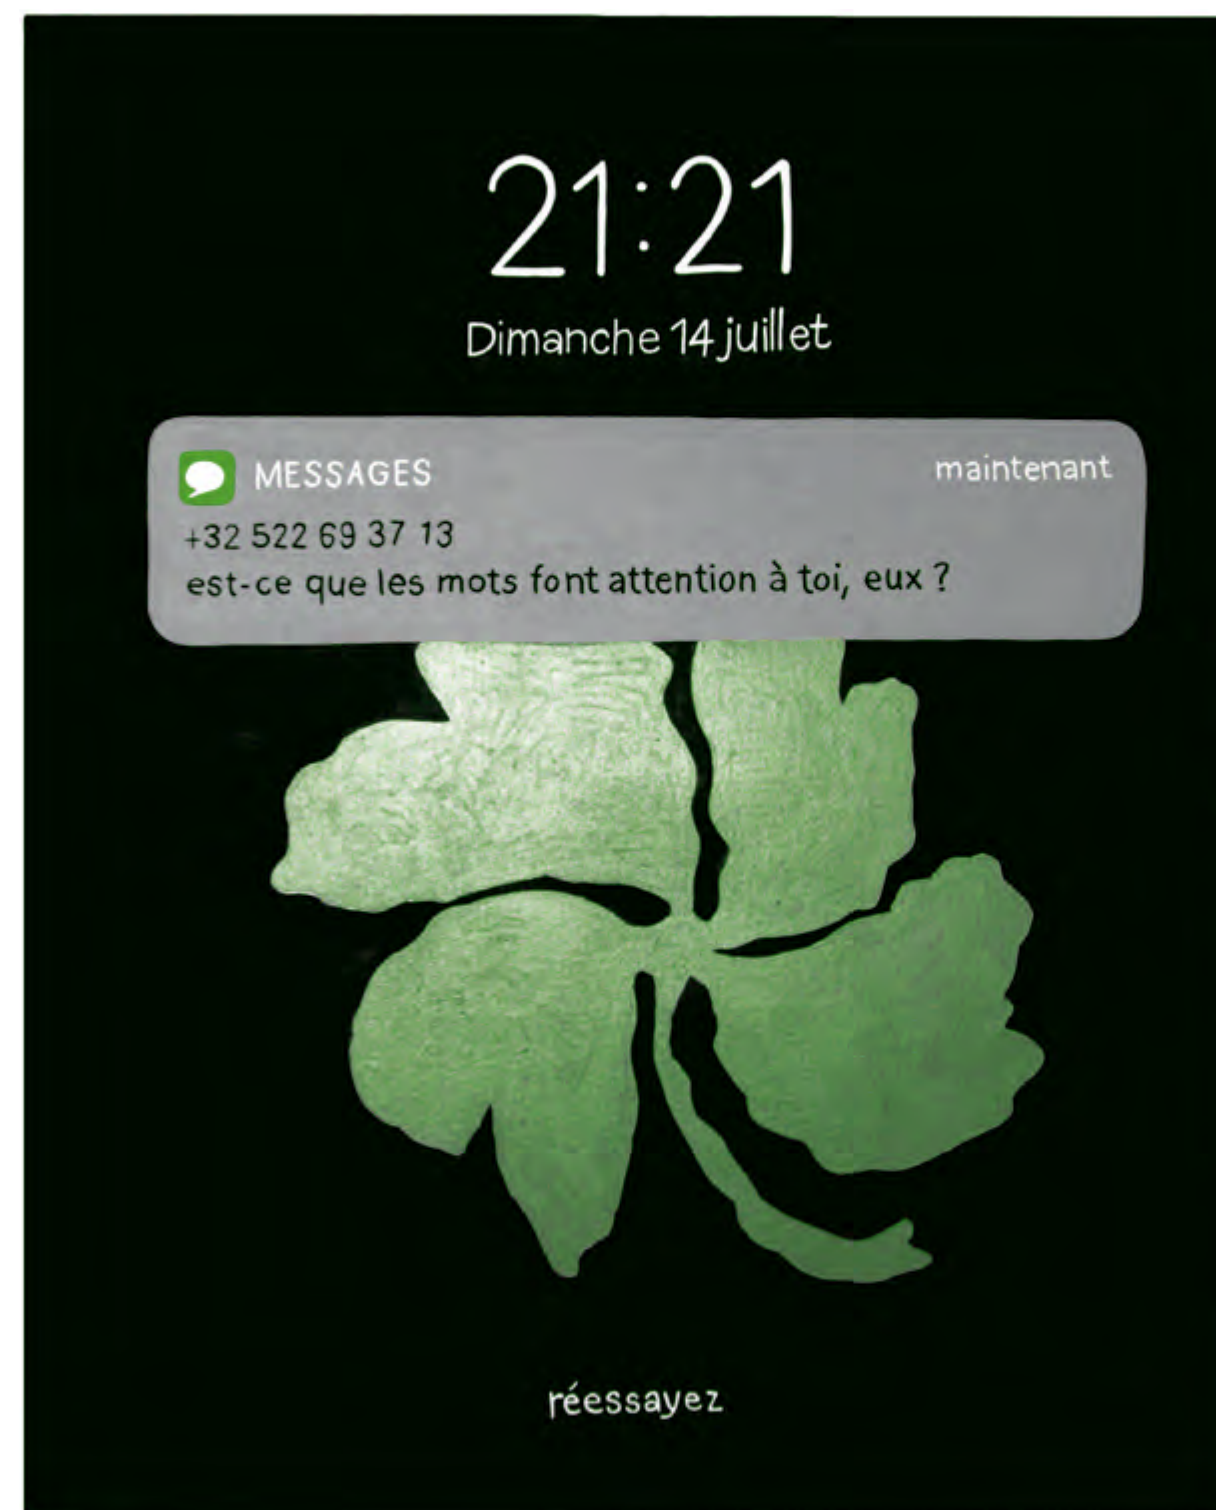 21:21
Dimanche 14 juillet
MESSAGES
maintenant
+32 522 69 37 13
est-ce que les mots font attention à toi, eux ?
réessayez